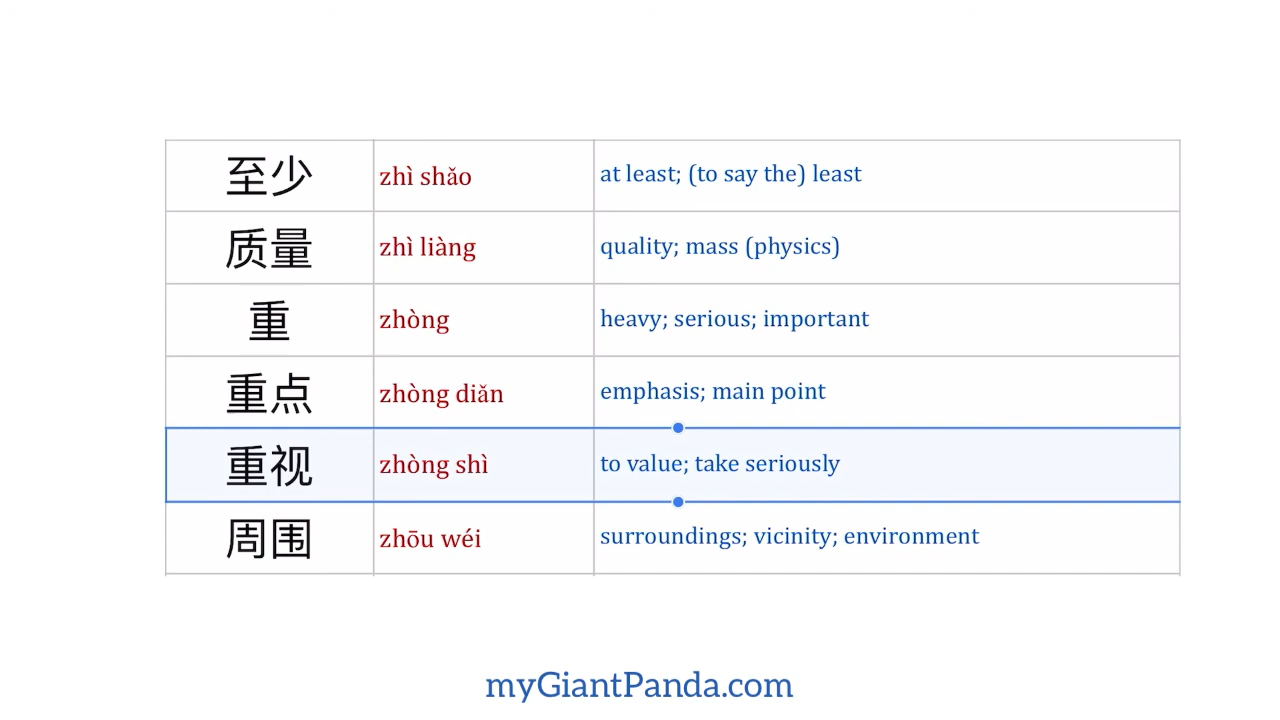 至少 zhì shǎo at least; (to say the) least
质量 zhì liàng quality; mass (physics)
重 zhòng heavy; serious; important
重点 zhòng diǎn emphasis; main point
重视 zhòng shì to value; take seriously
周围 zhōu wéi surroundings; vicinity; environment
myGiantPanda.com